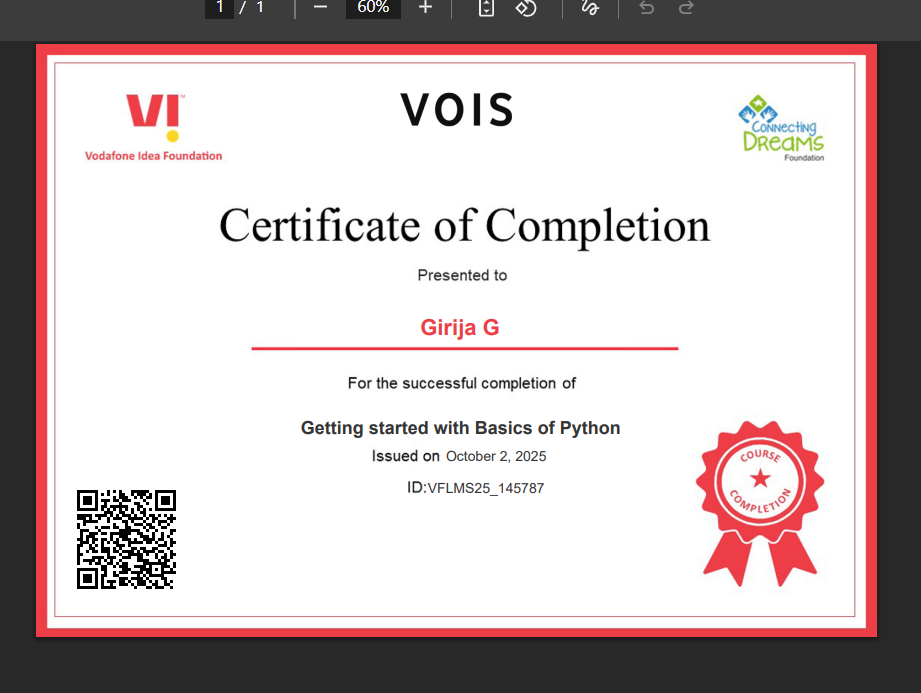 1 / 1 60%
VI™
Vodafone Idea Foundation
VOIS
Connecting
Dreams
Foundation
Certificate of Completion
Presented to
Girija G
For the successful completion of
Getting started with Basics of Python
Issued on October 2, 2025
ID:VFLMS25_145787
COURSE
COMPLETION